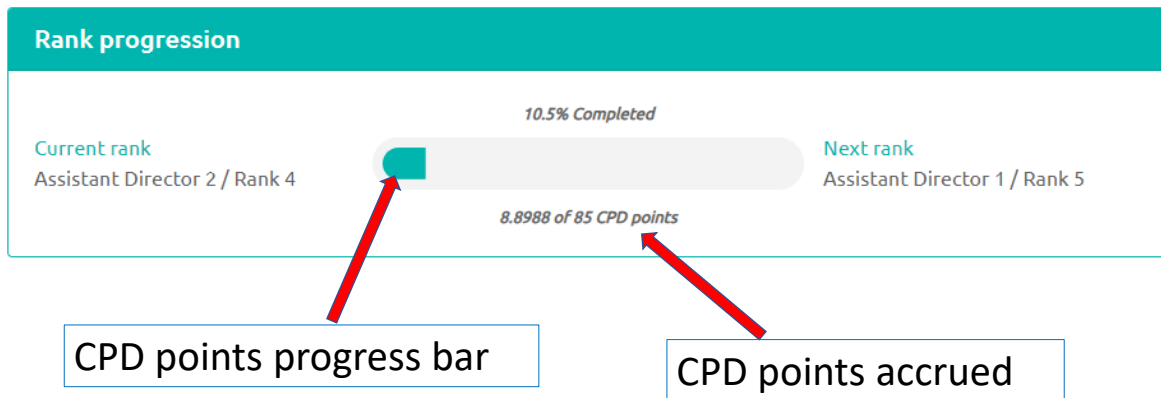 Rank progression
10.5% Completed
Current rank
Assistant Director 2 / Rank 4
Next rank
Assistant Director 1 / Rank 5
8.8988 of 85 CPD points
CPD points progress bar
CPD points accrued